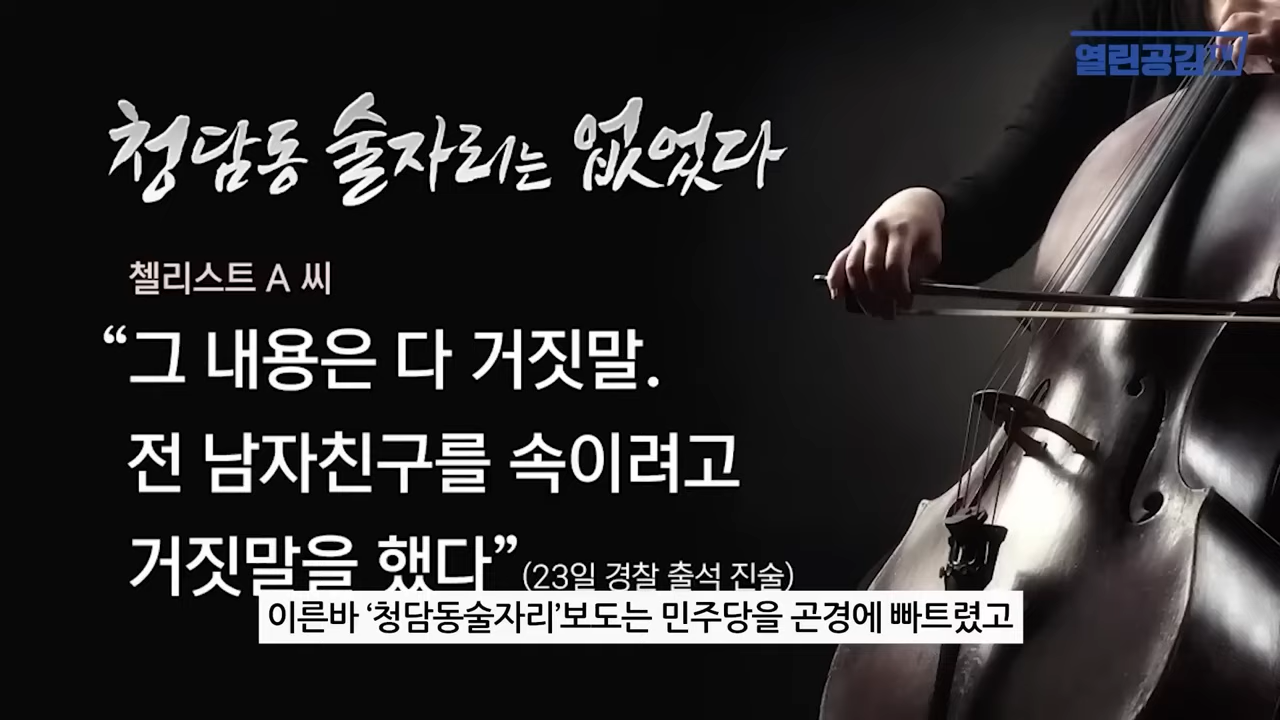 열린공감TV
청담동 술자리는 없었다
첼리스트 A 씨
“그 내용은 다 거짓말.
전 남자친구를 속이려고
거짓말을 했다” (23일 경찰 출석 진술)
이른바 ‘청담동술자리’보도는 민주당을 곤경에 빠트렸고